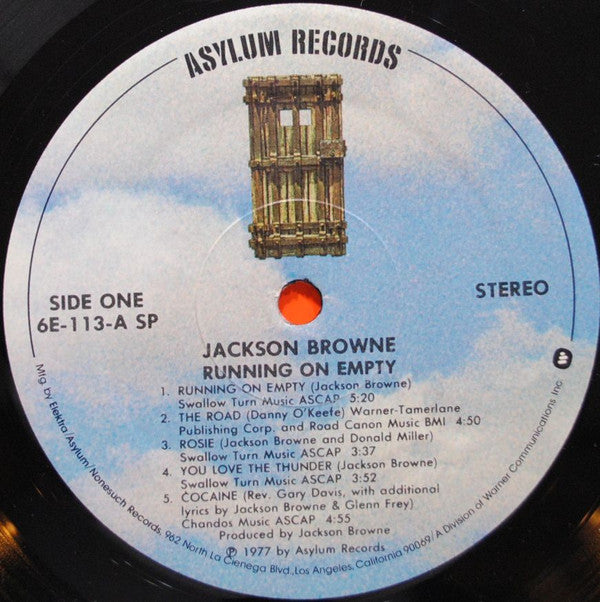 ASYLUM RECORDS
SIDE ONE
6E-113-A SP
STEREO
JACKSON BROWNE
RUNNING ON EMPTY
1. RUNNING ON EMPTY (Jackson Browne)
Swallow Turn Music ASCAP 5:20
2. THE ROAD (Danny O'Keefe) Warner-Tamerlane
Publishing Corp. and Road Canon Music BMI 4:50
3. ROSIE (Jackson Browne and Donald Miller)
Swallow Turn Music ASCAP 3:37
4. YOU LOVE THE THUNDER (Jackson Browne)
Swallow Turn Music ASCAP 3:52
5. COCAINE (Rev. Gary Davis, with additional
lyrics by Jackson Browne & Glenn Frey)
Chandos Music ASCAP 4:55
Produced by Jackson Browne
℗ 1977 by Asylum Records
Mfg. by Elektra/Asylum/Nonesuch Records, 962 North La Cienega Blvd., Los Angeles, California 90069/A Division of Warner Communications Inc.